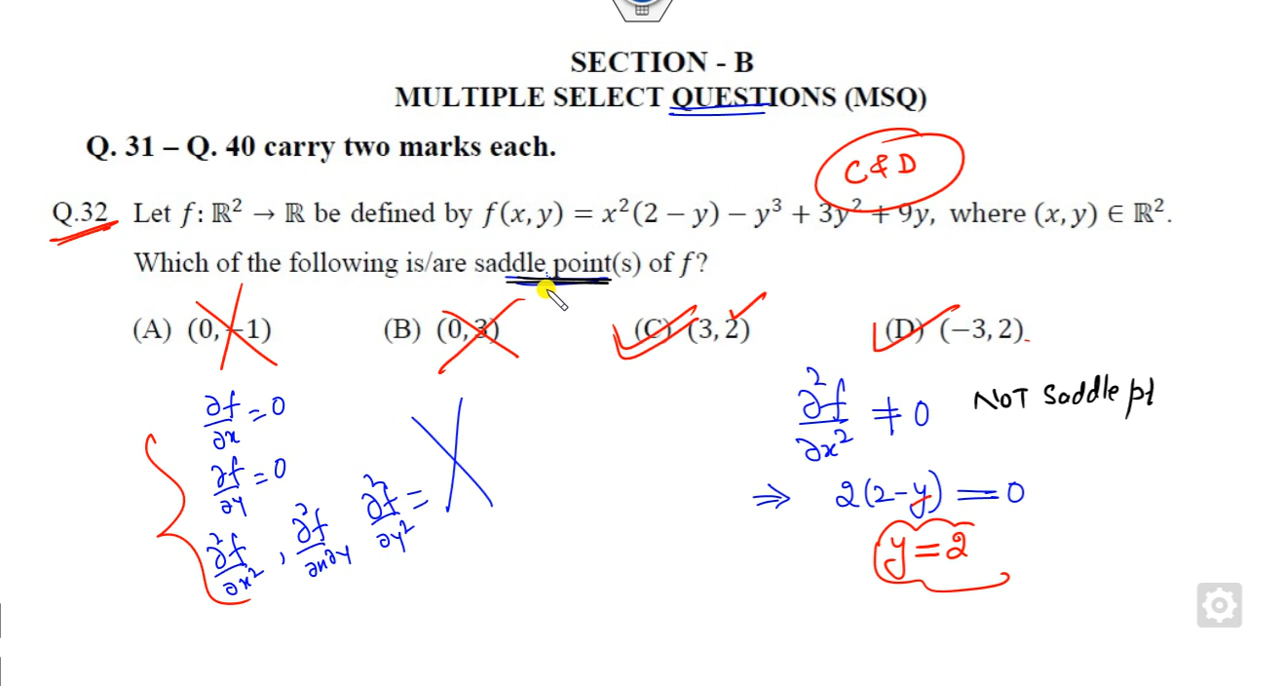 SECTION - B
MULTIPLE SELECT QUESTIONS (MSQ)
Q. 31 – Q. 40 carry two marks each.
C & D
Q.32 Let f: ℝ² → ℝ be defined by f(x, y) = x²(2 − y) − y³ + 3y² + 9y, where (x, y) ∈ ℝ².
Which of the following is/are saddle point(s) of f?
(A) (0, −1) (B) (0, 3) (C) (3, 2) (D) (−3, 2).
∂f/∂x = 0
∂f/∂y = 0
∂²f/∂x² , ∂²f/∂x∂y ∂²f/∂y² =
∂²f/∂x² ≠ 0 NOT Saddle pt
⇒ 2(2-y) = 0
y = 2